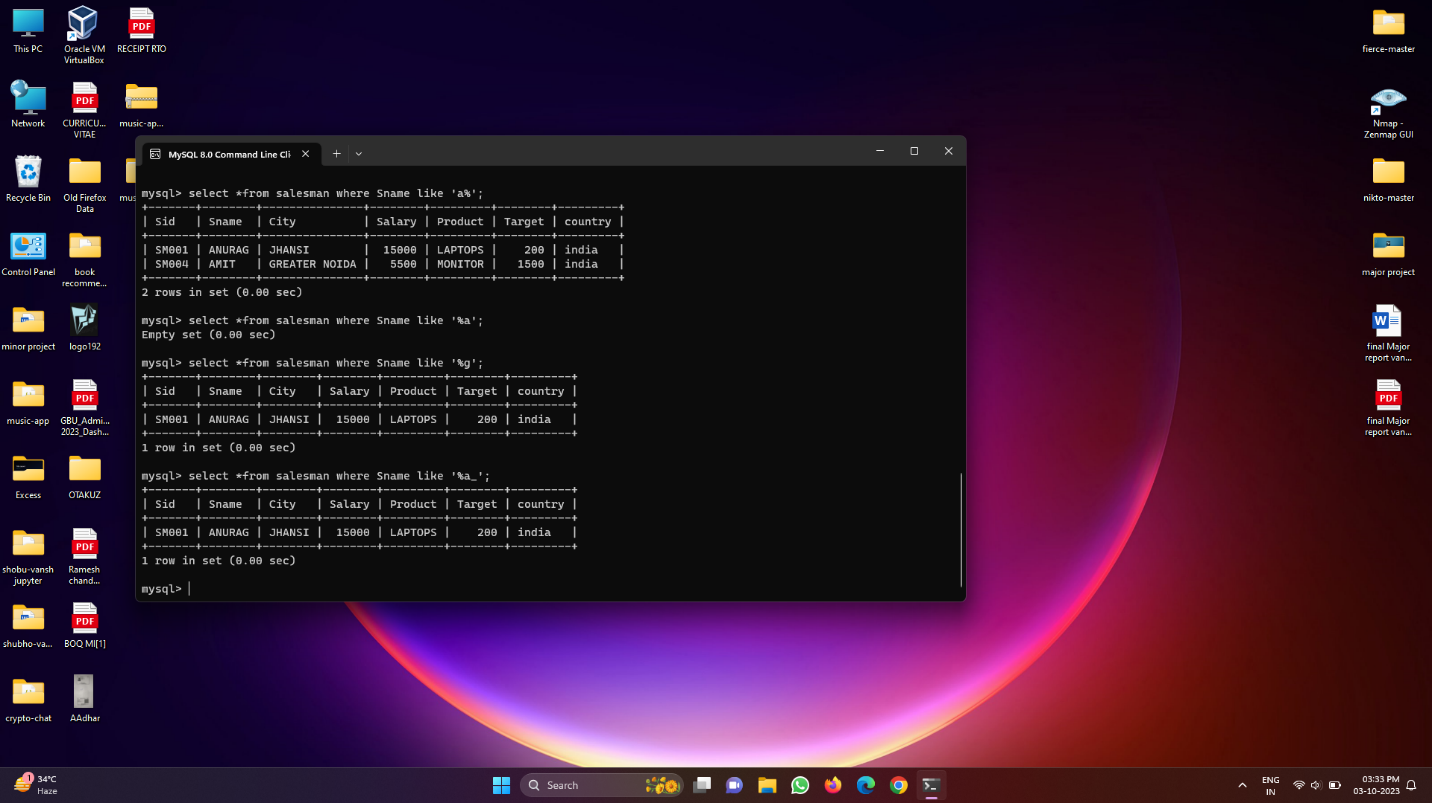 This PC
Oracle VM
VirtualBox
RECEIPT RTO
Network
CURRICU...
VITAE
music-ap...
Recycle Bin
Old Firefox
Data
mus
Control Panel
book
recomme...
minor project
logo192
music-app
GBU_Admi...
2023_Dash...
Excess
OTAKUZ
shobu-vansh
jupyter
Ramesh
chand...
shubho-va...
BOQ MI[1]
crypto-chat
AAdhar
fierce-master
Nmap -
Zenmap GUI
nikto-master
major project
final Major
report van...
final Major
report van...
MySQL 8.0 Command Line Cli
mysql> select *from salesman where Sname like 'a%';
+-------+--------+---------------+--------+---------+--------+---------+
| Sid   | Sname  | City          | Salary | Product | Target | country |
+-------+--------+---------------+--------+---------+--------+---------+
| SM001 | ANURAG | JHANSI        |  15000 | LAPTOPS |    200 | india   |
| SM004 | AMIT   | GREATER NOIDA |   5500 | MONITOR |   1500 | india   |
+-------+--------+---------------+--------+---------+--------+---------+
2 rows in set (0.00 sec)
mysql> select *from salesman where Sname like '%a';
Empty set (0.00 sec)
mysql> select *from salesman where Sname like '%g';
+-------+--------+--------+--------+---------+--------+---------+
| Sid   | Sname  | City   | Salary | Product | Target | country |
+-------+--------+--------+--------+---------+--------+---------+
| SM001 | ANURAG | JHANSI |  15000 | LAPTOPS |    200 | india   |
+-------+--------+--------+--------+---------+--------+---------+
1 row in set (0.00 sec)
mysql> select *from salesman where Sname like '%a_';
+-------+--------+--------+--------+---------+--------+---------+
| Sid   | Sname  | City   | Salary | Product | Target | country |
+-------+--------+--------+--------+---------+--------+---------+
| SM001 | ANURAG | JHANSI |  15000 | LAPTOPS |    200 | india   |
+-------+--------+--------+--------+---------+--------+---------+
1 row in set (0.00 sec)
mysql>
1
34°C
Haze
Search
ENG
IN
03:33 PM
03-10-2023